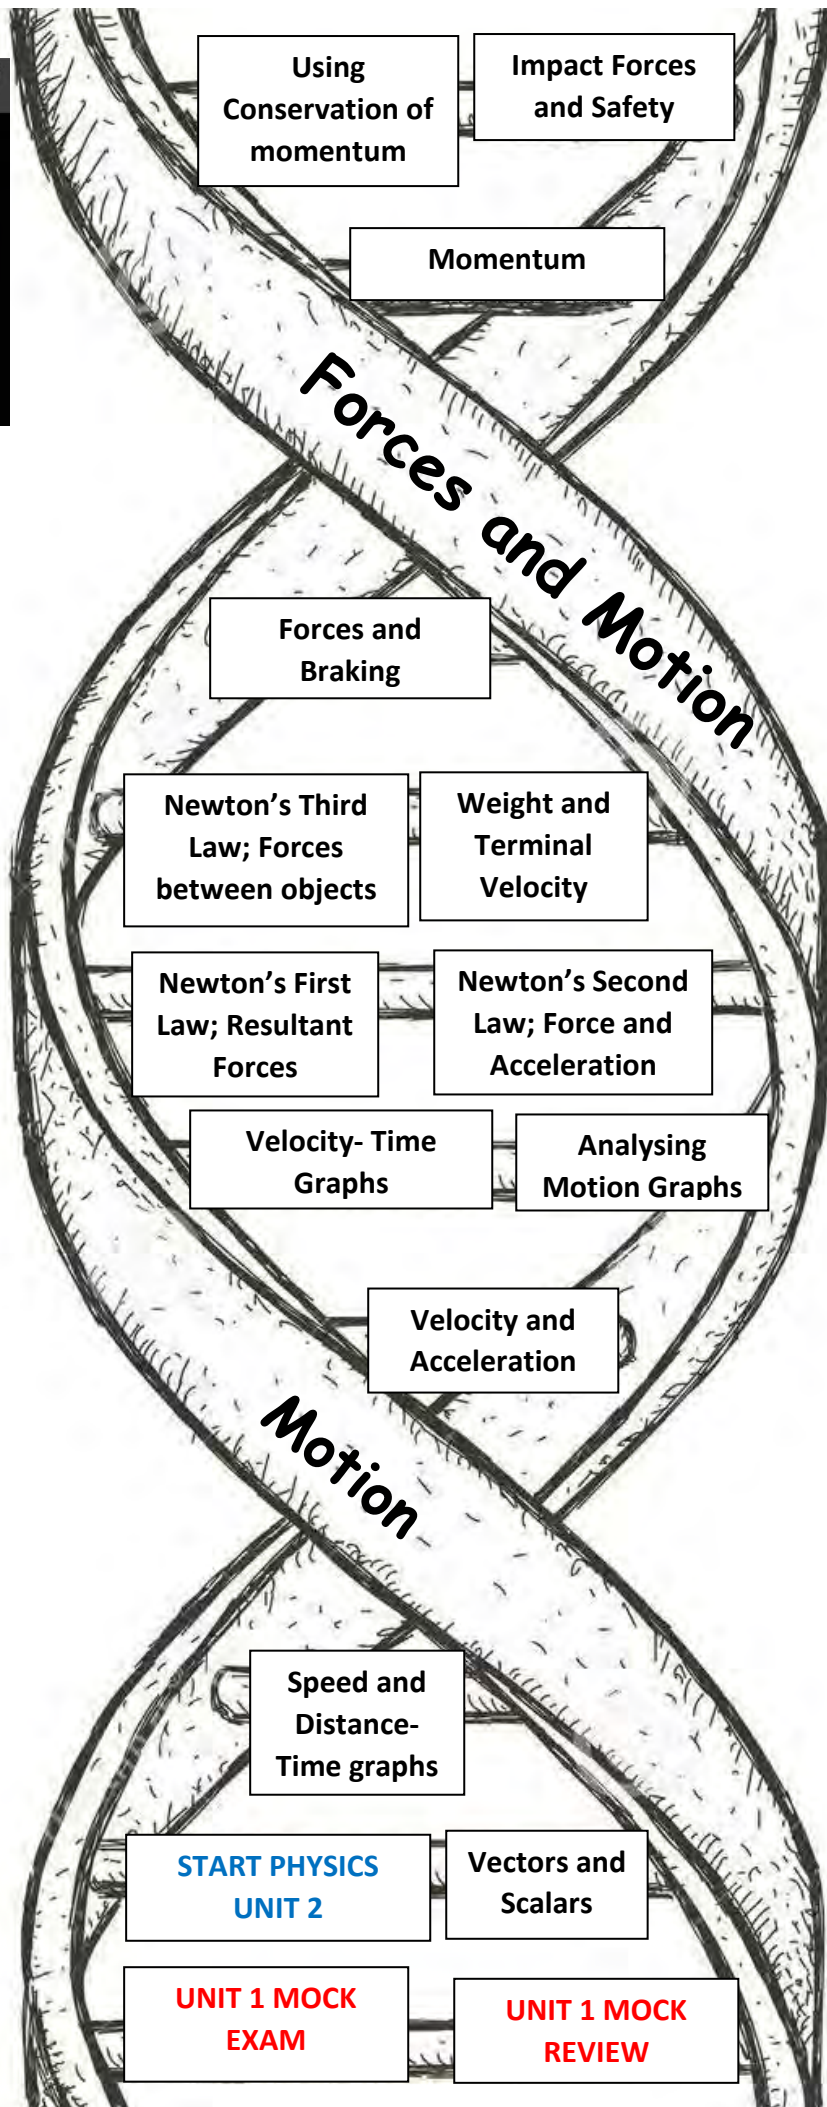 Using
Conservation of
momentum
Impact Forces
and Safety
Momentum
Forces and Motion
Forces and
Braking
Newton’s Third
Law; Forces
between objects
Weight and
Terminal
Velocity
Newton’s First
Law; Resultant
Forces
Newton’s Second
Law; Force and
Acceleration
Velocity- Time
Graphs
Analysing
Motion Graphs
Velocity and
Acceleration
Motion
Speed and
Distance-
Time graphs
START PHYSICS
UNIT 2
Vectors and
Scalars
UNIT 1 MOCK
EXAM
UNIT 1 MOCK
REVIEW